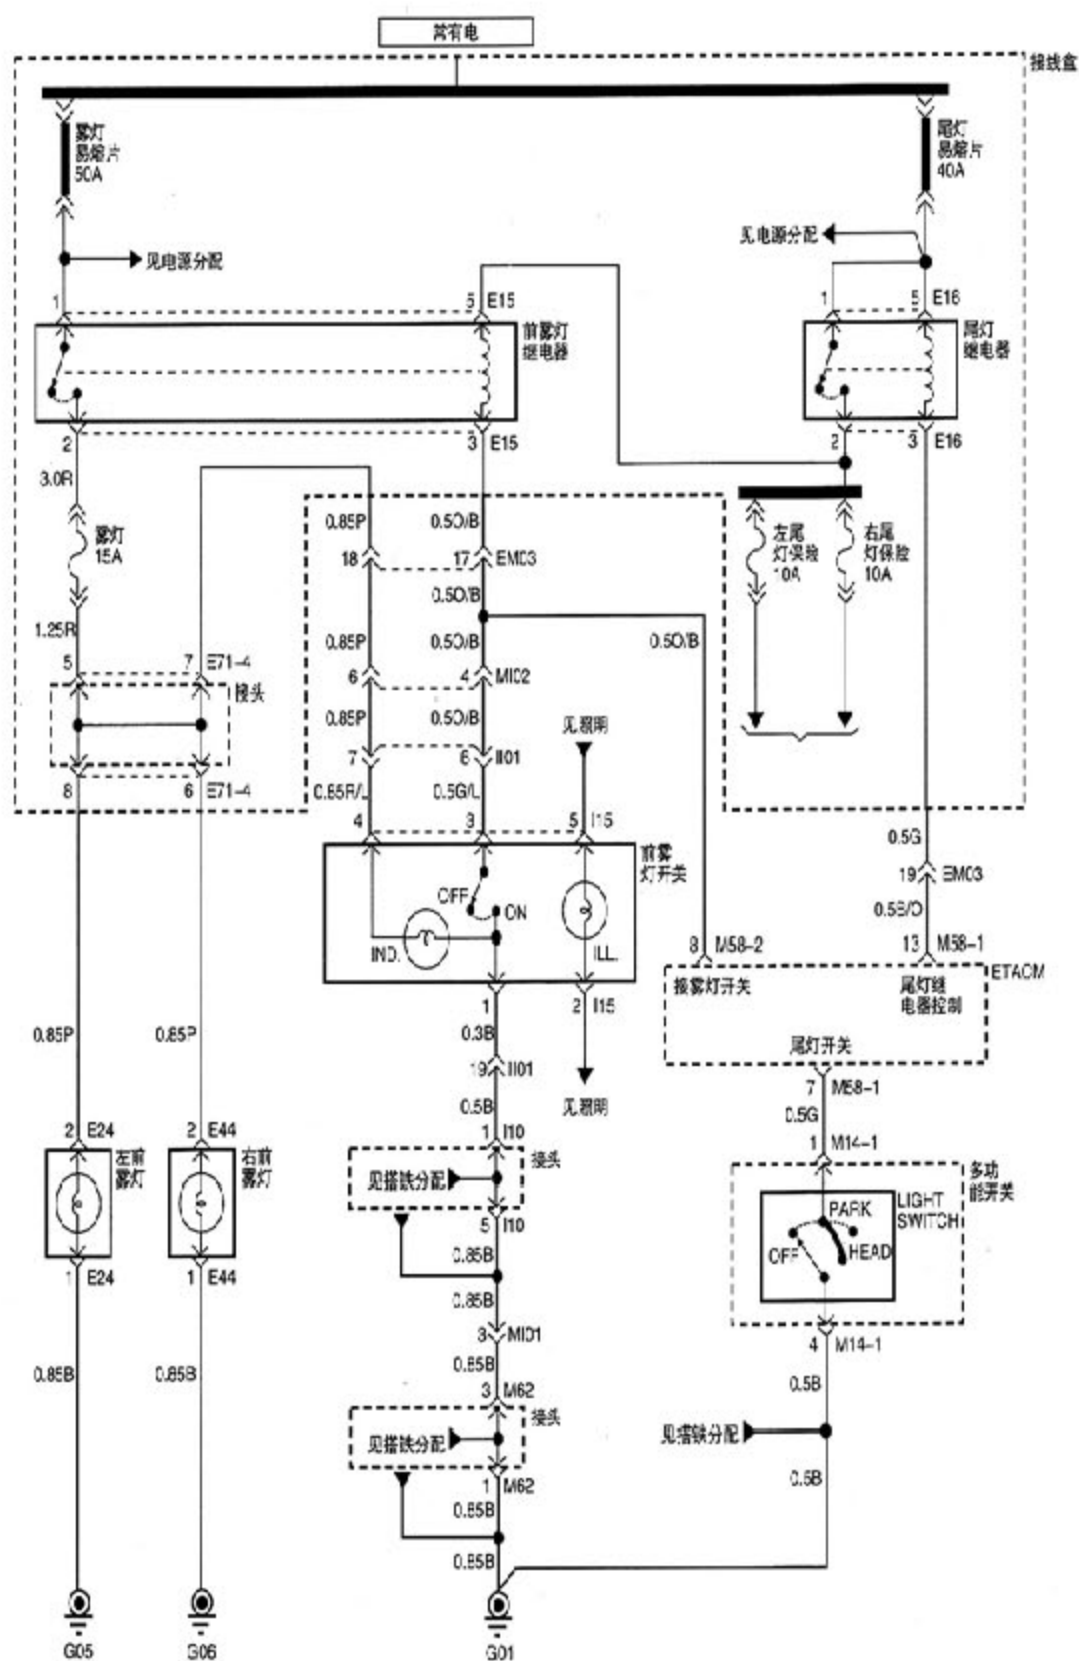 常有电
接线盒
雾灯
易熔片
50A
尾灯
易熔片
40A
见电源分配
见电源分配
1
5 E15
前雾灯
继电器
1
5 E16
尾灯
继电器
2
3 E15
2
3 E16
3.0R
雾灯
15A
0.85P
0.5O/B
18
17 EM03
左尾
灯保险
10A
右尾
灯保险
10A
0.5O/B
1.25R
0.85P
0.5O/B
0.5O/B
5
7 E71-4
接头
6
4 MI02
0.85P
0.5O/B
见照明
7
6 II01
8
6 E71-4
0.85R/L
0.5G/L
4
3
5 I15
前雾
灯开关
OFF
ON
IND.
ILL.
0.5G
19 EM03
0.5B/O
8 M58-2
13 M58-1
ETACM
接雾灯开关
尾灯继
电器控制
尾灯开关
1
2 I15
0.3B
0.85P
0.85P
19 II01
见照明
0.5B
7 M58-1
0.5G
2 E24
2 E44
1 I10
1 M14-1
左前
雾灯
右前
雾灯
接头
见搭铁分配
多功
能开关
LIGHT
SWITCH
PARK
OFF
HEAD
5 I10
1 E24
1 E44
0.85B
0.85B
3 MI01
4 M14-1
0.85B
0.85B
0.85B
0.5B
3 M62
接头
见搭铁分配
见搭铁分配
1 M62
0.5B
0.85B
0.85B
G05
G06
G01